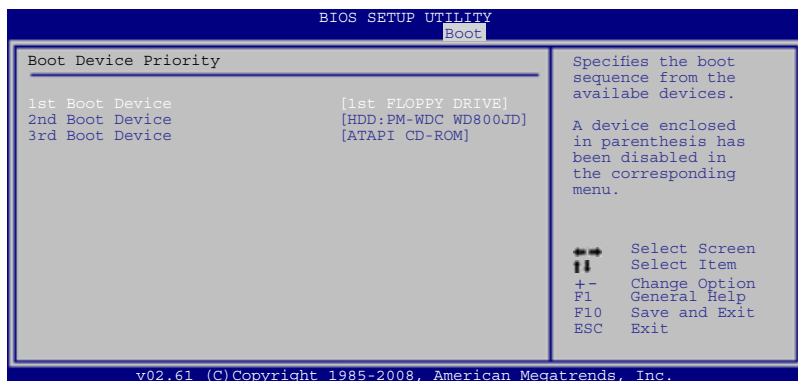 BIOS SETUP UTILITY
Boot
Boot Device Priority
1st Boot Device [1st FLOPPY DRIVE]
2nd Boot Device [HDD:PM-WDC WD800JD]
3rd Boot Device [ATAPI CD-ROM]
Specifies the boot
sequence from the
availabe devices.
A device enclosed
in parenthesis has
been disabled in
the corresponding
menu.
Select Screen
Select Item
+- Change Option
F1 General Help
F10 Save and Exit
ESC Exit
v02.61 (C)Copyright 1985-2008, American Megatrends, Inc.